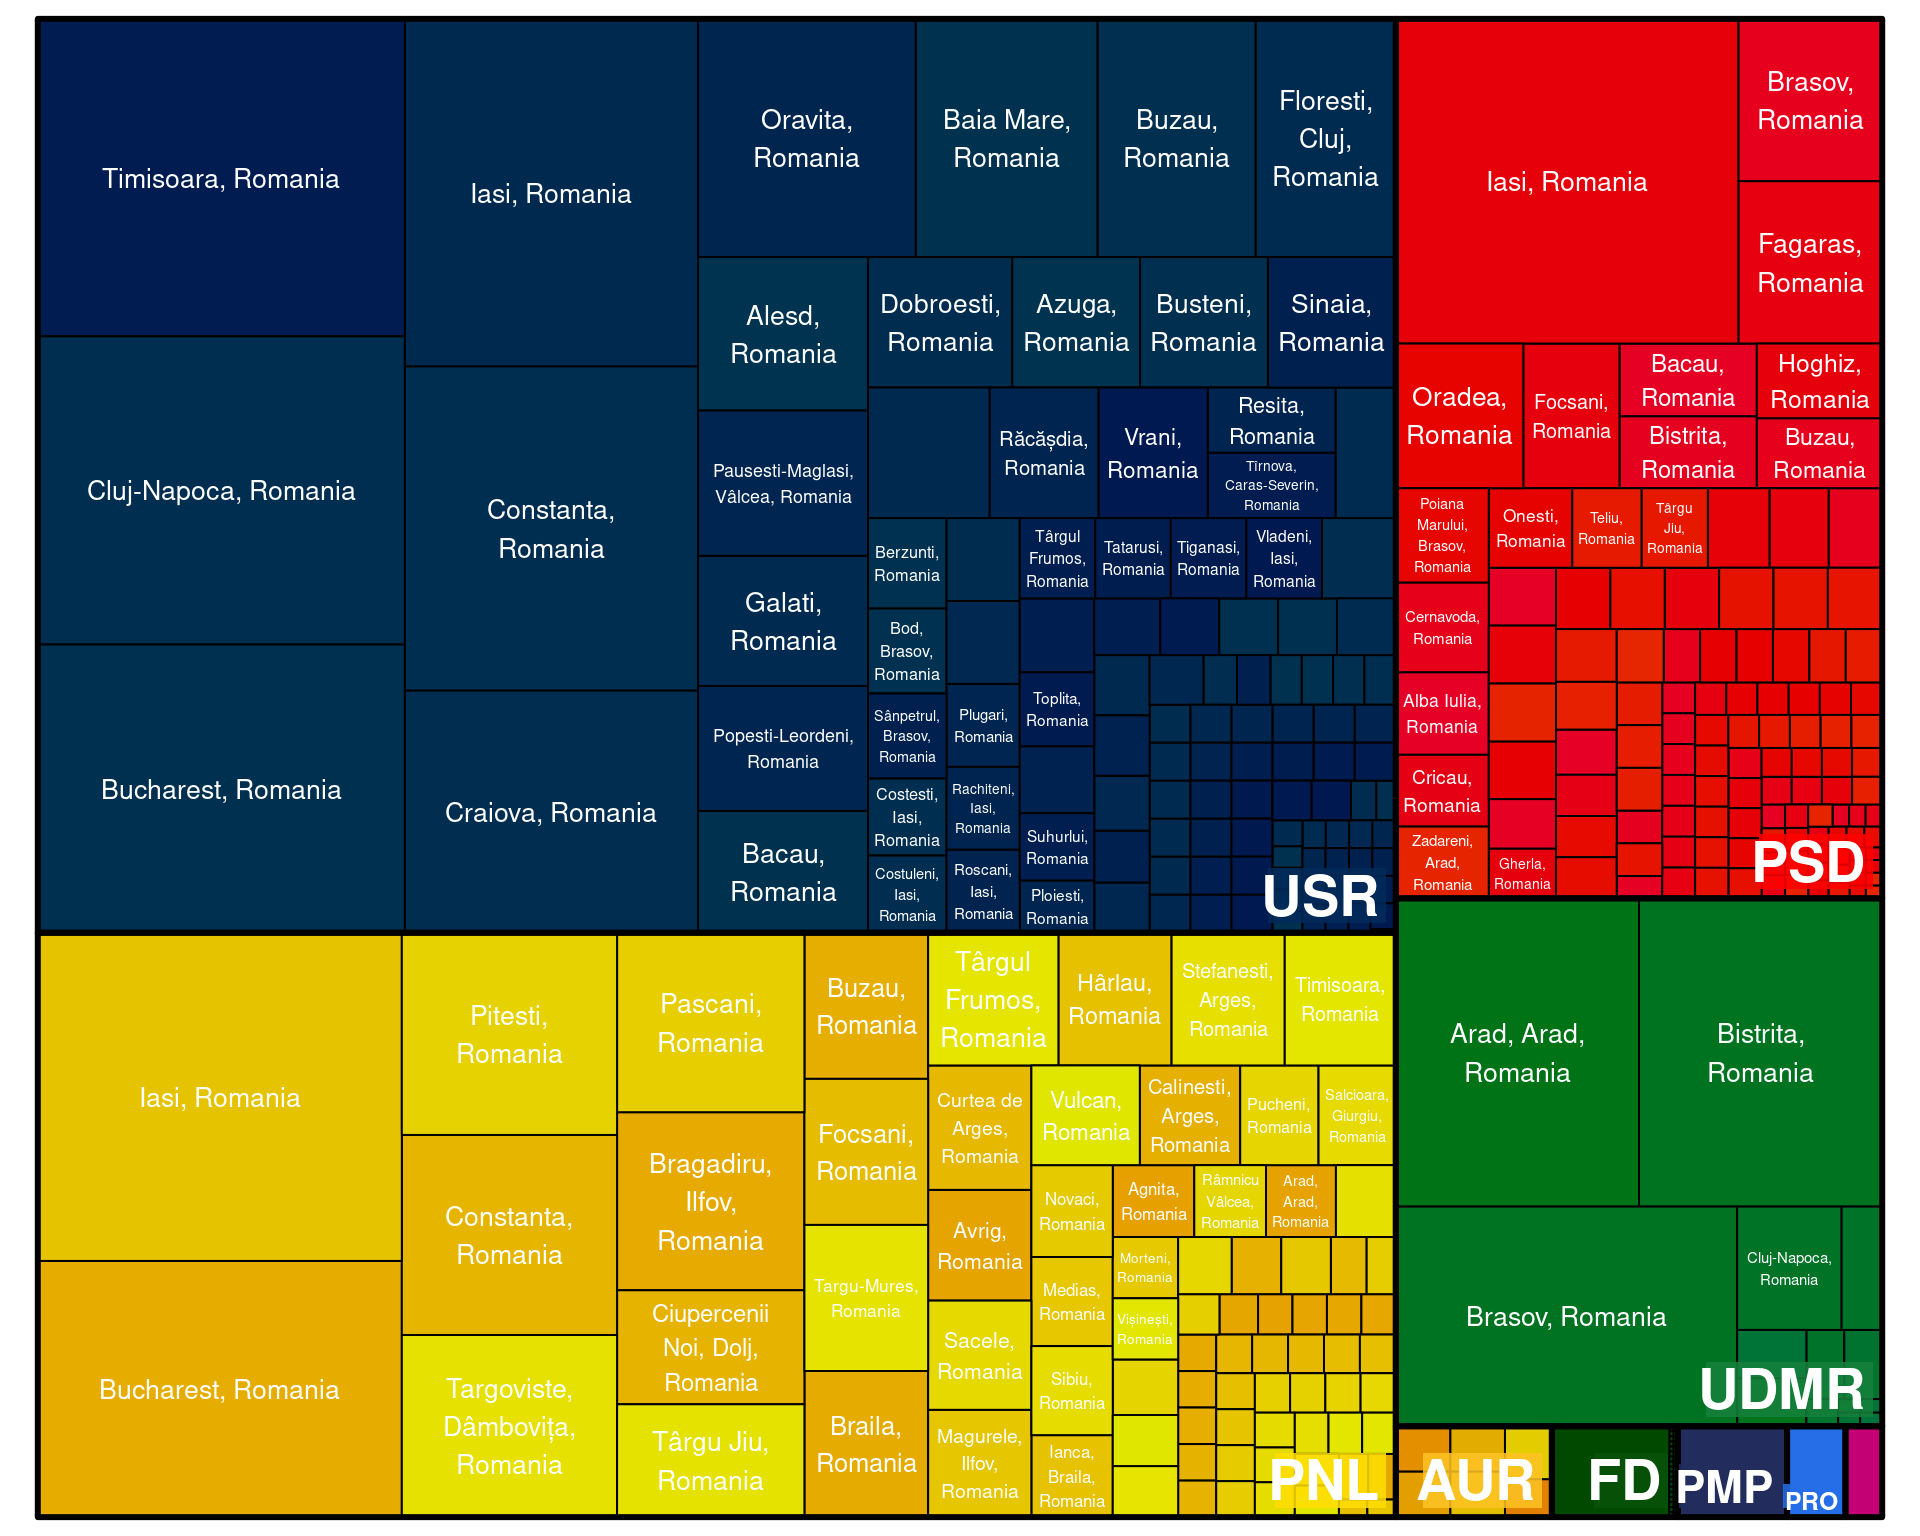 Timisoara, Romania
Cluj-Napoca, Romania
Bucharest, Romania
Iasi, Romania
Constanta,
Romania
Craiova, Romania
Oravita,
Romania
Baia Mare,
Romania
Buzau,
Romania
Floresti,
Cluj,
Romania
Alesd,
Romania
Dobroesti,
Romania
Azuga,
Romania
Busteni,
Romania
Sinaia,
Romania
Pausesti-Maglasi,
Vâlcea, Romania
Galati,
Romania
Popesti-Leordeni,
Romania
Bacau,
Romania
Răcășdia,
Romania
Vrani,
Romania
Resita,
Romania
Tîrnova,
Caras-Severin,
Romania
Berzunti,
Romania
Bod,
Brasov,
Romania
Sânpetrul,
Brasov,
Romania
Costesti,
Iasi,
Romania
Costuleni,
Iasi,
Romania
Plugari,
Romania
Rachiteni,
Iasi,
Romania
Roscani,
Iasi,
Romania
Târgul
Frumos,
Romania
Tatarusi,
Romania
Tiganasi,
Romania
Vladeni,
Iasi,
Romania
Toplita,
Romania
Suhurlui,
Romania
Ploiesti,
Romania
USR
Iasi, Romania
Brasov,
Romania
Fagaras,
Romania
Oradea,
Romania
Focsani,
Romania
Bacau,
Romania
Bistrita,
Romania
Hoghiz,
Romania
Buzau,
Romania
Poiana
Marului,
Brasov,
Romania
Onesti,
Romania
Teliu,
Romania
Târgu
Jiu,
Romania
Cernavoda,
Romania
Alba Iulia,
Romania
Cricau,
Romania
Zadareni,
Arad,
Romania
Gherla,
Romania
PSD
Iasi, Romania
Bucharest, Romania
Pitesti,
Romania
Constanta,
Romania
Targoviste,
Dâmbovița,
Romania
Pascani,
Romania
Bragadiru,
Ilfov,
Romania
Ciupercenii
Noi, Dolj,
Romania
Târgu Jiu,
Romania
Buzau,
Romania
Focsani,
Romania
Targu-Mures,
Romania
Braila,
Romania
Târgul
Frumos,
Romania
Hârlau,
Romania
Stefanesti,
Arges,
Romania
Timisoara,
Romania
Curtea de
Arges,
Romania
Avrig,
Romania
Sacele,
Romania
Magurele,
Ilfov,
Romania
Vulcan,
Romania
Calinesti,
Arges,
Romania
Pucheni,
Romania
Salcioara,
Giurgiu,
Romania
Novaci,
Romania
Medias,
Romania
Sibiu,
Romania
Ianca,
Braila,
Romania
Agnita,
Romania
Râmnicu
Vâlcea,
Romania
Arad,
Arad,
Romania
Morteni,
Romania
Vișinești,
Romania
PNL
Arad, Arad,
Romania
Bistrita,
Romania
Brasov, Romania
Cluj-Napoca,
Romania
UDMR
AUR
FD
PMP
PRO